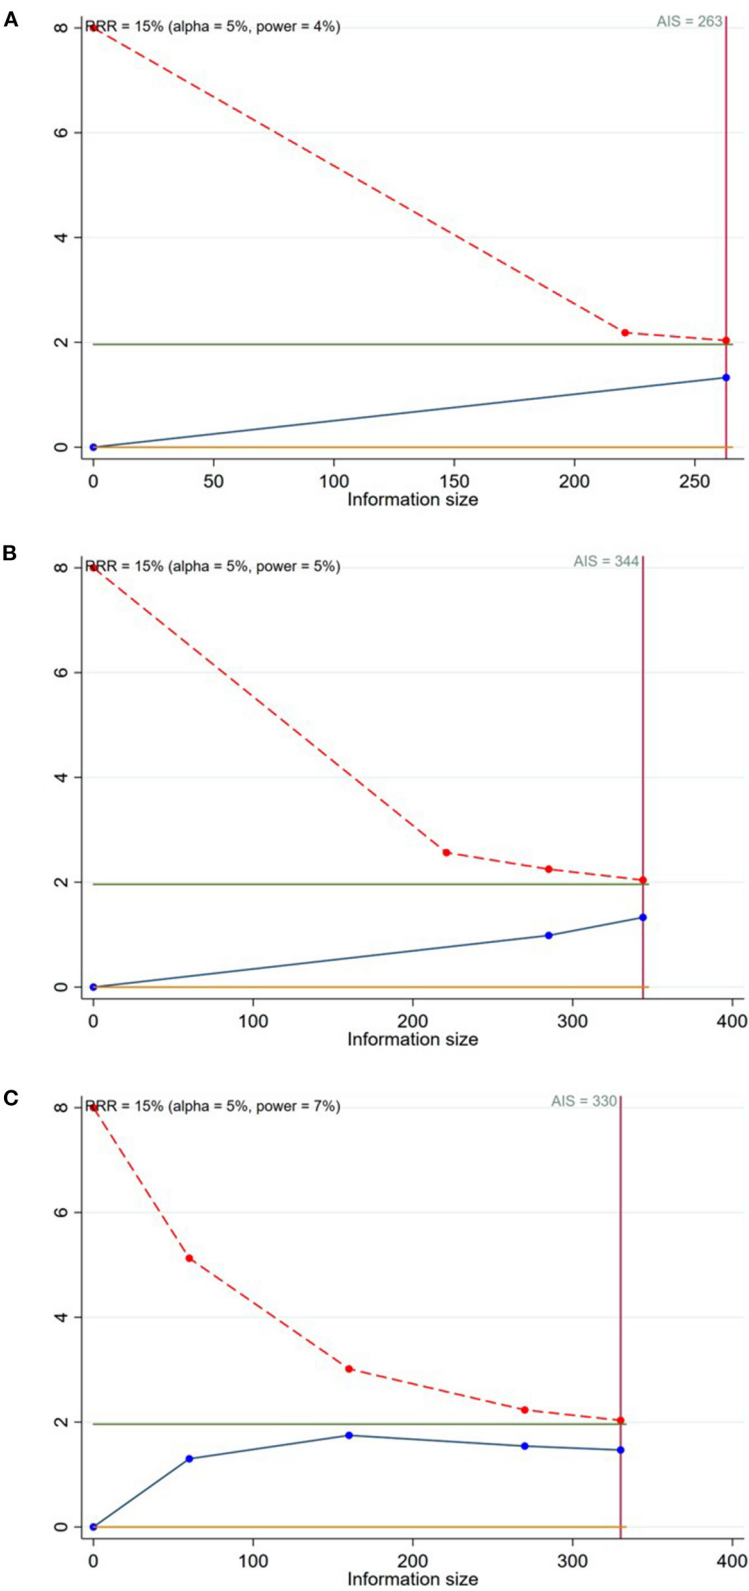 A
RRR = 15% (alpha = 5%, power = 4%)
AIS = 263
8
6
4
2
0
0 50 100 150 200 250
Information size
B
RRR = 15% (alpha = 5%, power = 5%)
AIS = 344
8
6
4
2
0
0 100 200 300 400
Information size
C
RRR = 15% (alpha = 5%, power = 7%)
AIS = 330
8
6
4
2
0
0 100 200 300 400
Information size